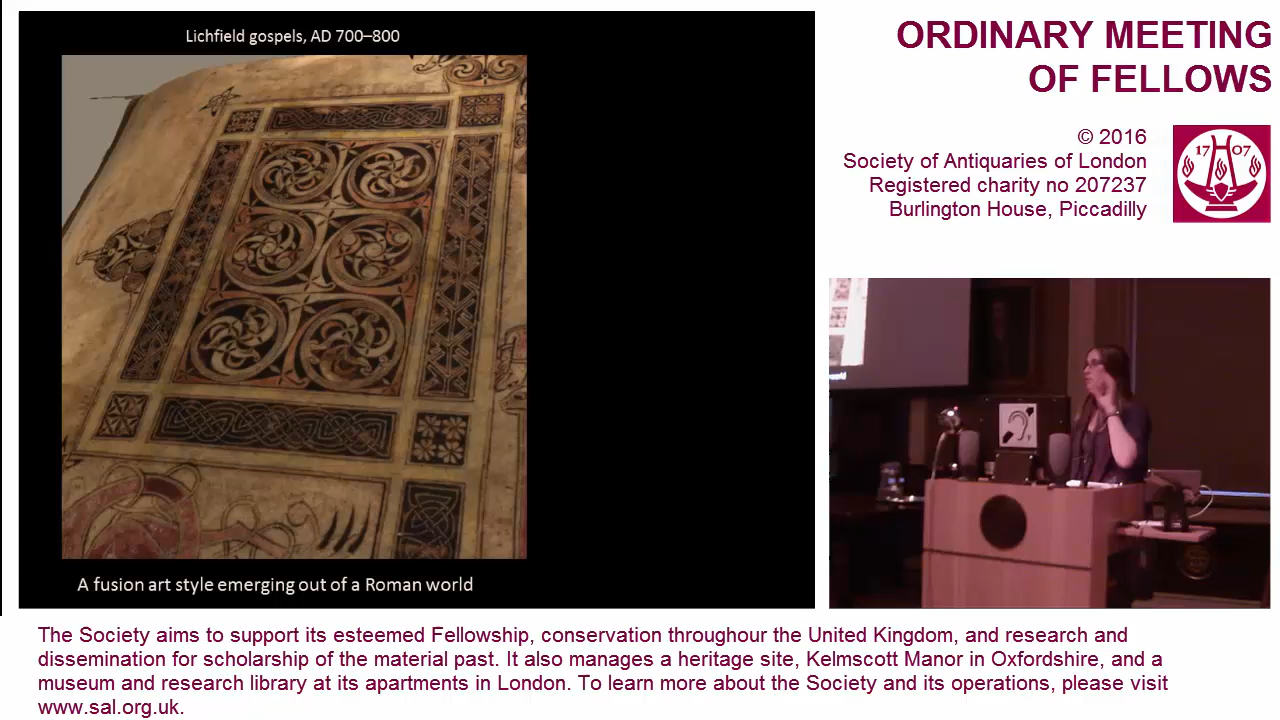 Lichfield gospels, AD 700–800
A fusion art style emerging out of a Roman world
ORDINARY MEETING
OF FELLOWS
© 2016
Society of Antiquaries of London
Registered charity no 207237
Burlington House, Piccadilly
17 07
The Society aims to support its esteemed Fellowship, conservation throughour the United Kingdom, and research and
dissemination for scholarship of the material past. It also manages a heritage site, Kelmscott Manor in Oxfordshire, and a
museum and research library at its apartments in London. To learn more about the Society and its operations, please visit
www.sal.org.uk.